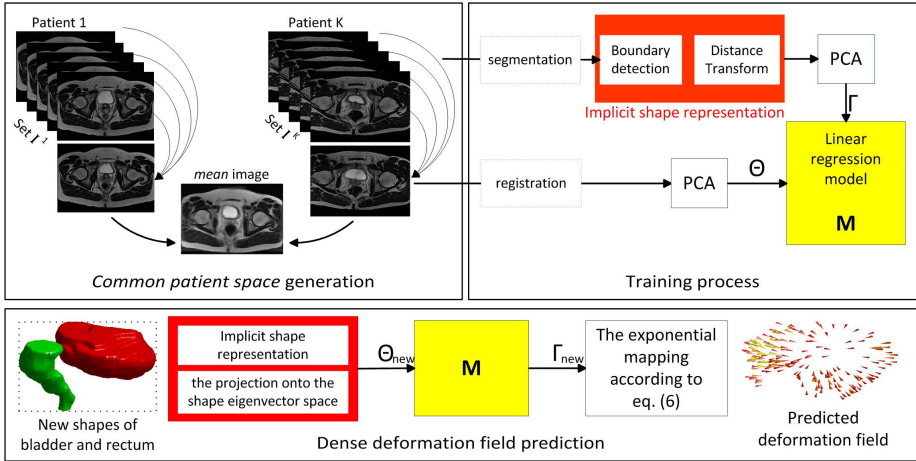 Patient 1
Patient K
Set I¹
Set Iᴷ
mean image
Common patient space generation
segmentation
Boundary
detection
Distance
Transform
Implicit shape representation
PCA
Γ
registration
PCA
Θ
Linear
regression
model
M
Training process
New shapes of
bladder and rectum
Implicit shape
representation
the projection onto the
shape eigenvector space
Θnew
M
Γnew
The exponential
mapping
according to
eq. (6)
Predicted
deformation field
Dense deformation field prediction